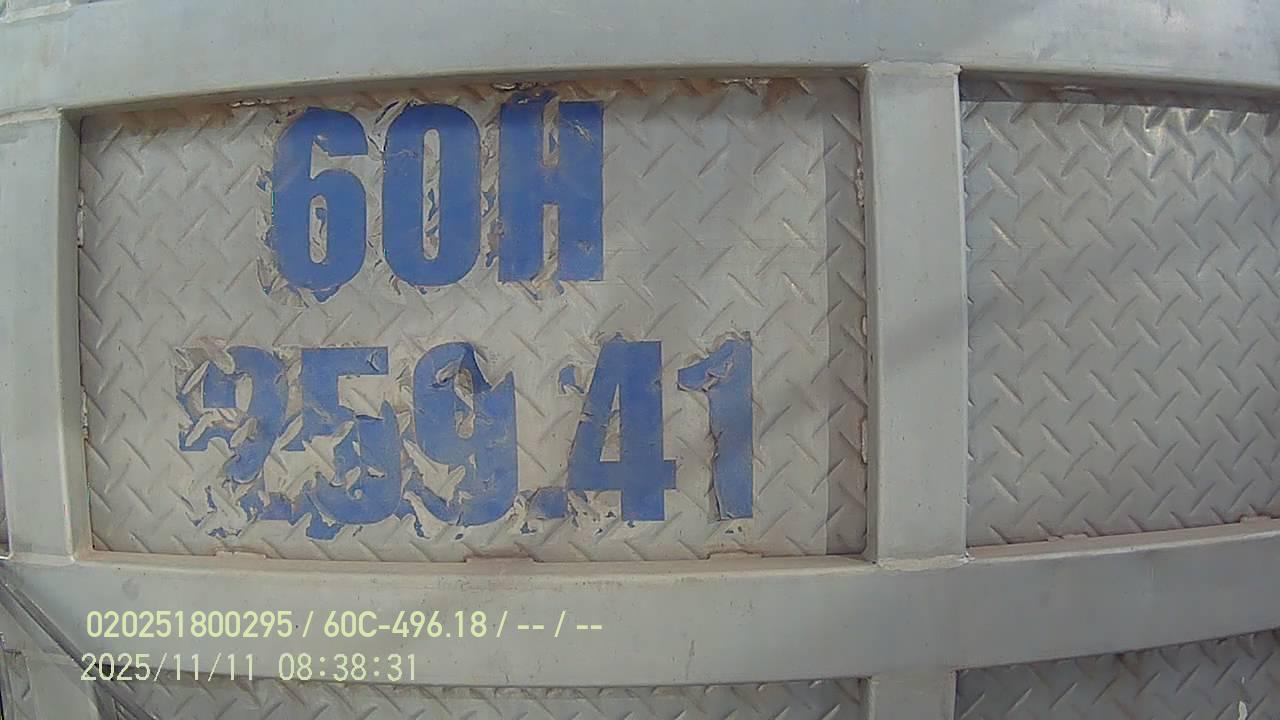 60H
259.41
020251800295 / 60C-496.18 / -- / --
2025/11/11 08:38:31